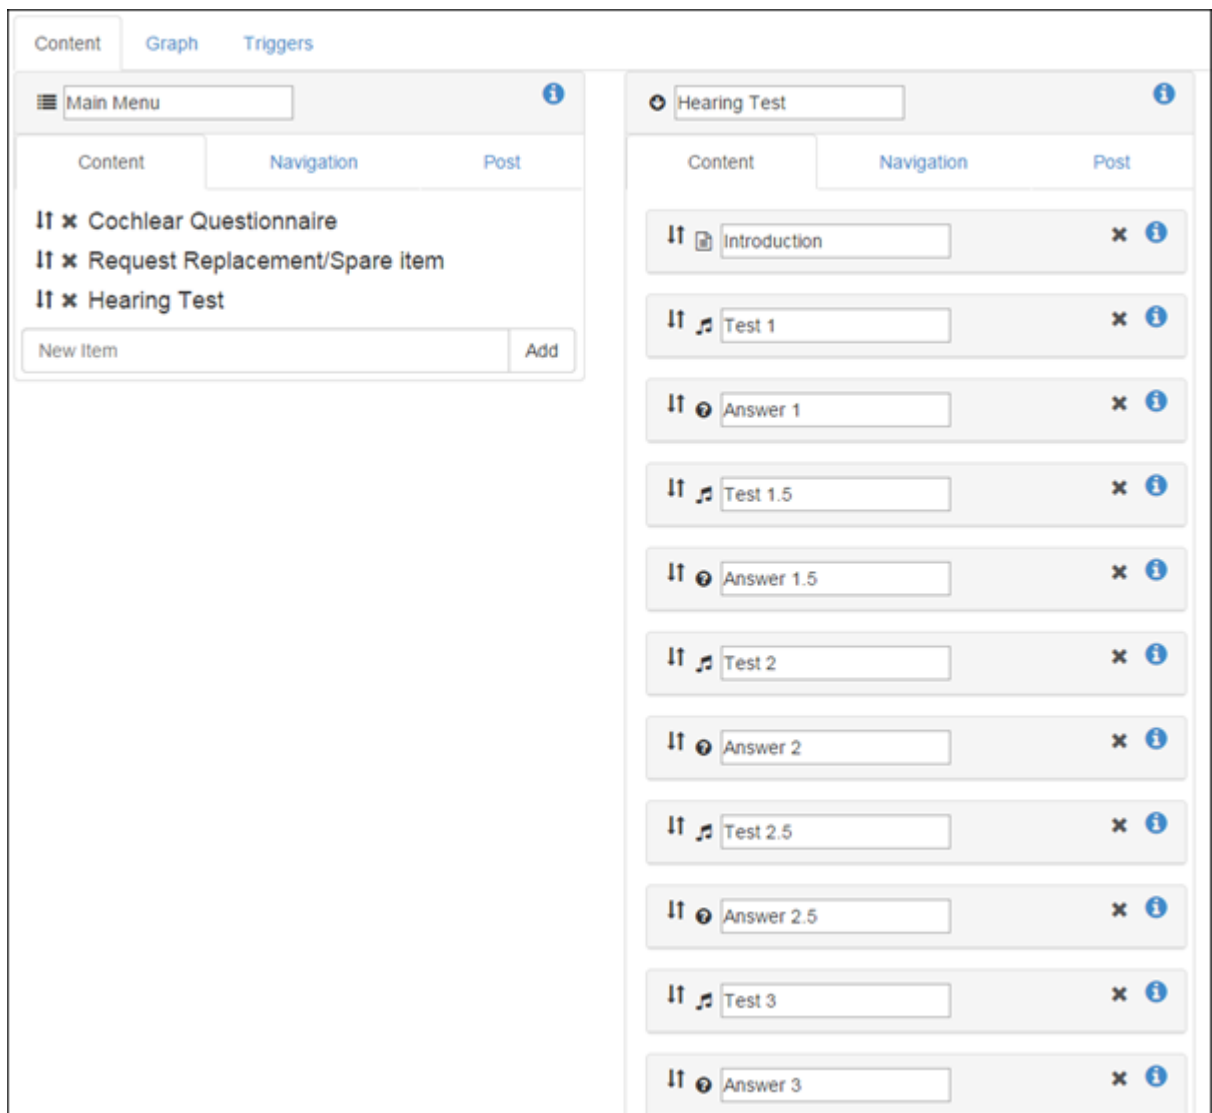 Content Graph Triggers
Main Menu
Content Navigation Post
Cochlear Questionnaire
Request Replacement/Spare item
Hearing Test
New Item Add
Hearing Test
Content Navigation Post
Introduction
Test 1
Answer 1
Test 1.5
Answer 1.5
Test 2
Answer 2
Test 2.5
Answer 2.5
Test 3
Answer 3